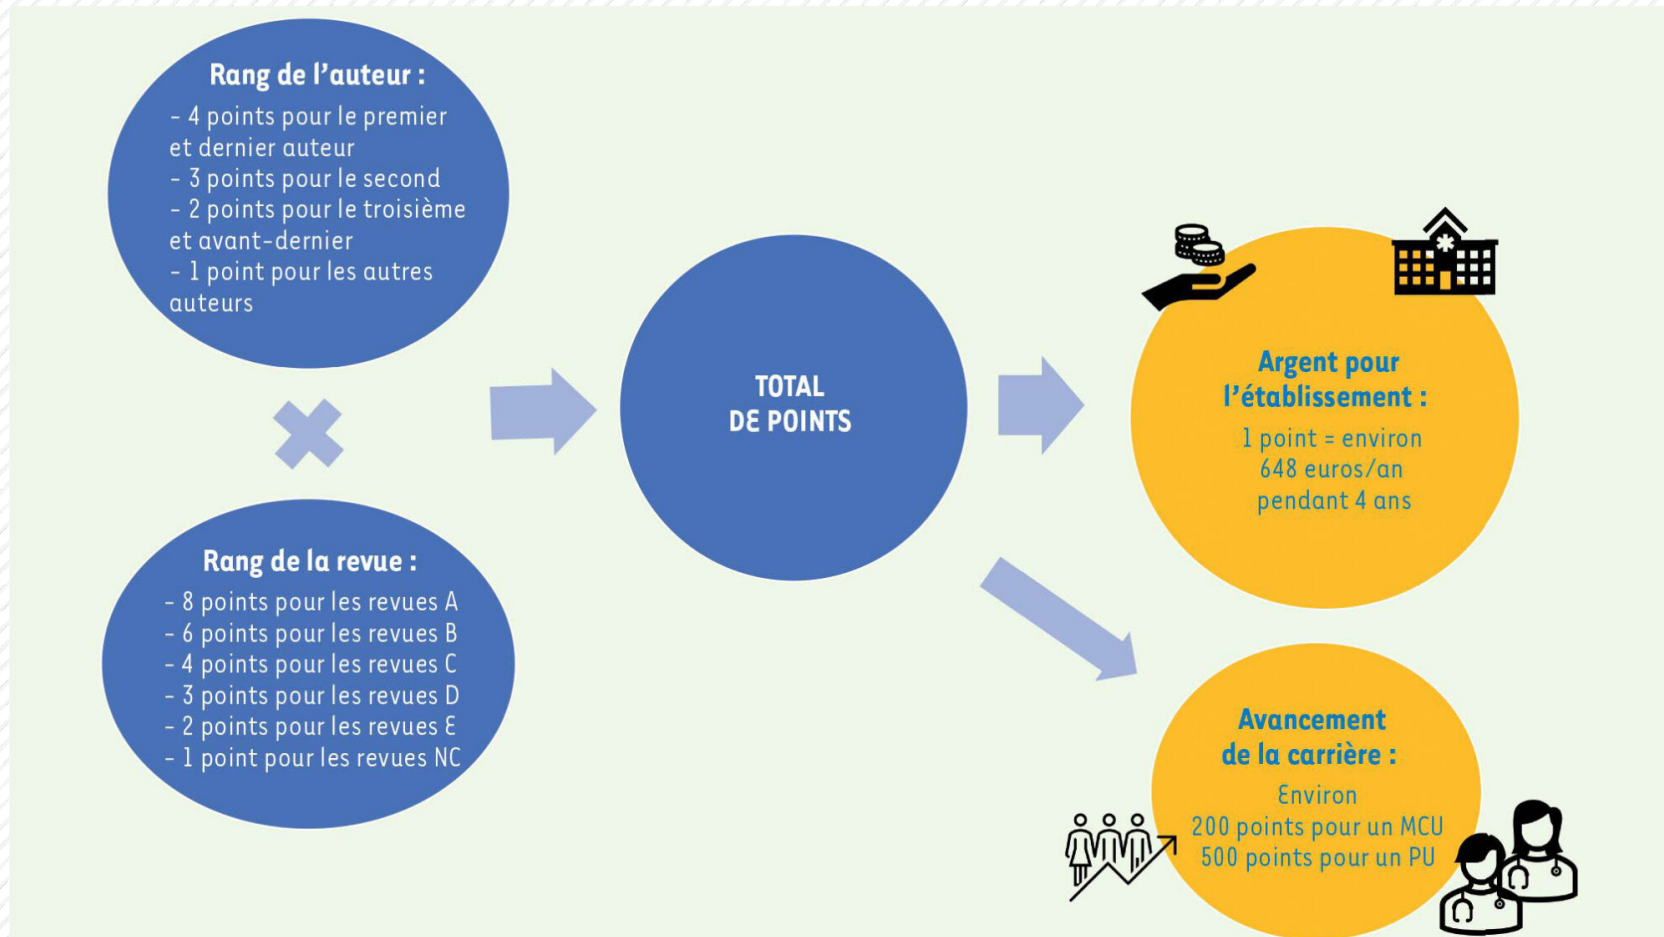 Rang de l'auteur :
- 4 points pour le premier
et dernier auteur
- 3 points pour le second
- 2 points pour le troisième
et avant-dernier
- 1 point pour les autres
auteurs
Rang de la revue :
- 8 points pour les revues A
- 6 points pour les revues B
- 4 points pour les revues C
- 3 points pour les revues D
- 2 points pour les revues E
- 1 point pour les revues NC
TOTAL
DE POINTS
Argent pour
l'établissement :
1 point = environ
648 euros/an
pendant 4 ans
Avancement
de la carrière :
Environ
200 points pour un MCU
500 points pour un PU